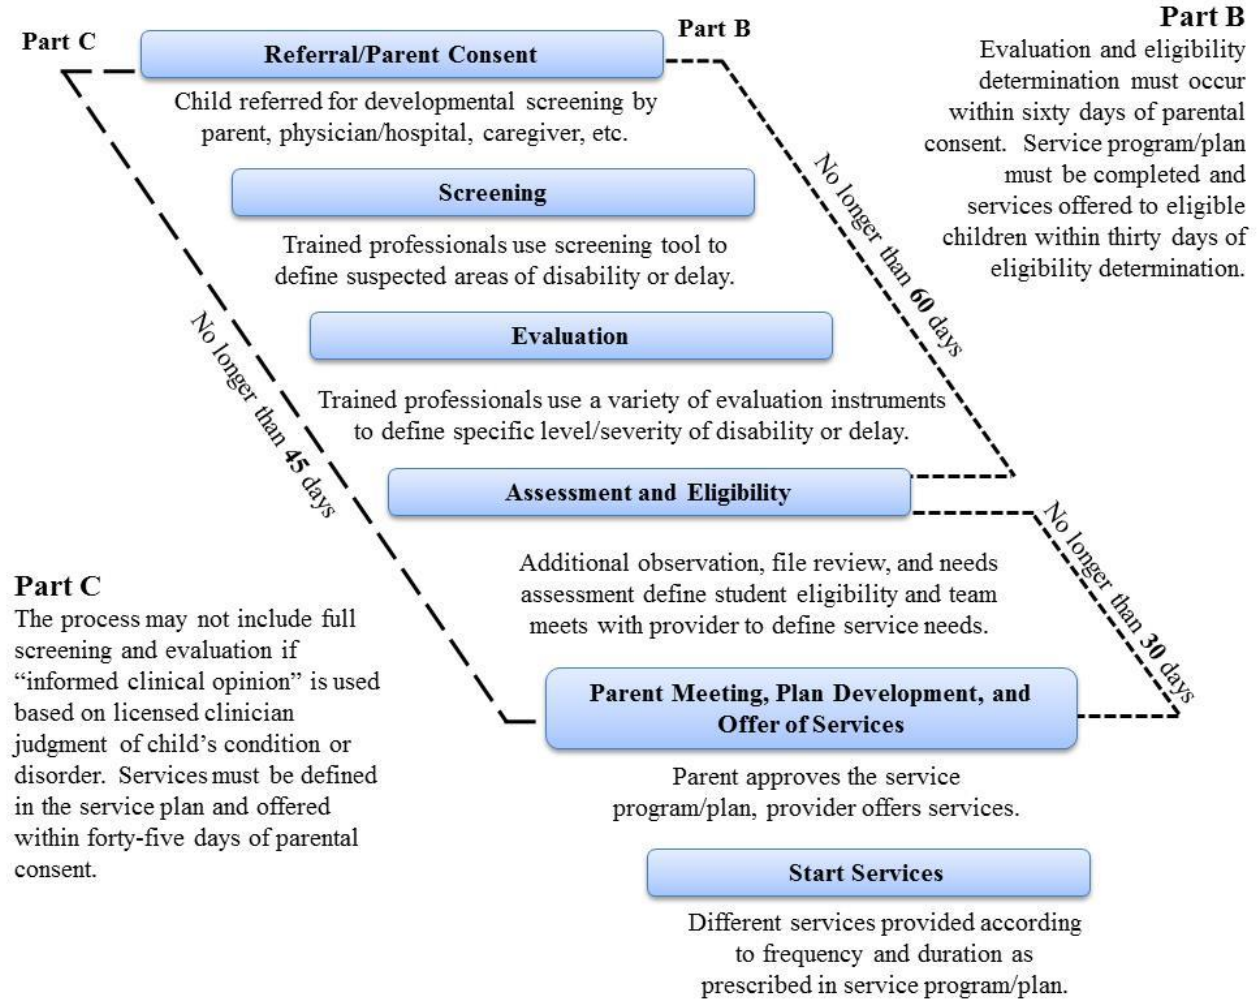 Part C
Referral/Parent Consent
Part B
Child referred for developmental screening by
parent, physician/hospital, caregiver, etc.
Screening
Trained professionals use screening tool to
define suspected areas of disability or delay.
Evaluation
Trained professionals use a variety of evaluation instruments
to define specific level/severity of disability or delay.
Assessment and Eligibility
Additional observation, file review, and needs
assessment define student eligibility and team
meets with provider to define service needs.
Parent Meeting, Plan Development, and
Offer of Services
Parent approves the service
program/plan, provider offers services.
Start Services
Different services provided according
to frequency and duration as
prescribed in service program/plan.
No longer than 45 days
No longer than 60 days
No longer than 30 days
Part B
Evaluation and eligibility
determination must occur
within sixty days of parental
consent. Service program/plan
must be completed and
services offered to eligible
children within thirty days of
eligibility determination.
Part C
The process may not include full
screening and evaluation if
“informed clinical opinion” is used
based on licensed clinician
judgment of child’s condition or
disorder. Services must be defined
in the service plan and offered
within forty-five days of parental
consent.